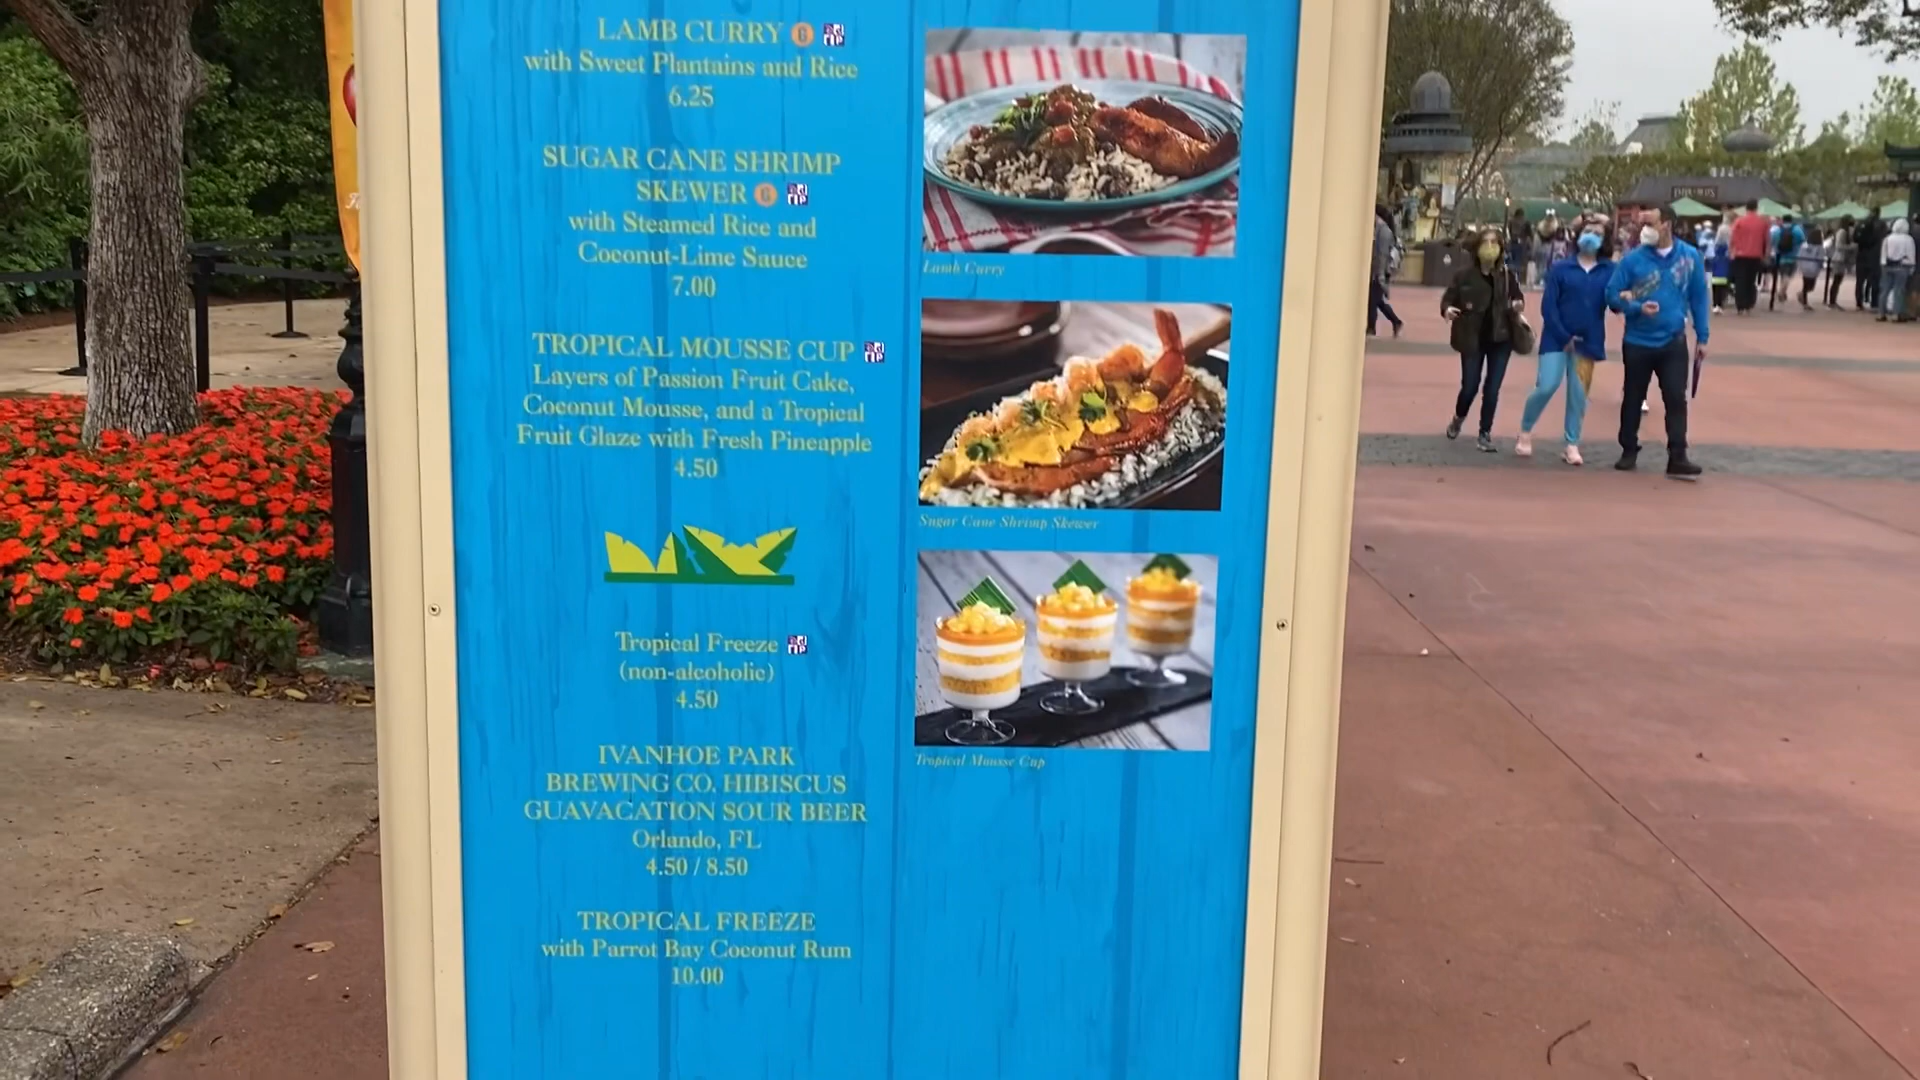 LAMB CURRY G
with Sweet Plantains and Rice
6.25
SUGAR CANE SHRIMP
SKEWER G
with Steamed Rice and
Coconut-Lime Sauce
7.00
TROPICAL MOUSSE CUP
Layers of Passion Fruit Cake,
Coconut Mousse, and a Tropical
Fruit Glaze with Fresh Pineapple
4.50
Tropical Freeze
(non-alcoholic)
4.50
IVANHOE PARK
BREWING CO. HIBISCUS
GUAVACATION SOUR BEER
Orlando, FL
4.50 / 8.50
TROPICAL FREEZE
with Parrot Bay Coconut Rum
10.00
Lamb Curry
Sugar Cane Shrimp Skewer
Tropical Mousse Cup